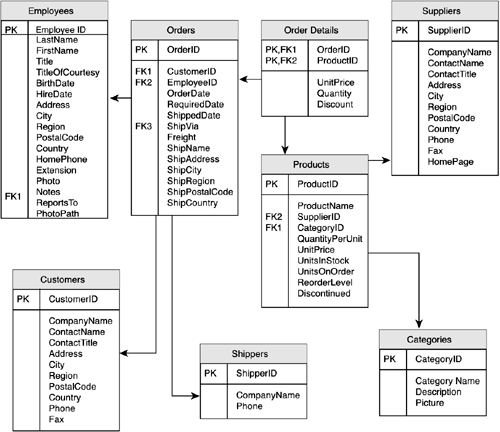 Employees
PK Employee ID
LastName
FirstName
Title
TitleOfCourtesy
BirthDate
HireDate
Address
City
Region
PostalCode
Country
HomePhone
Extension
Photo
FK1 Notes
ReportsTo
PhotoPath
Orders
PK OrderID
FK1 CustomerID
FK2 EmployeeID
OrderDate
RequiredDate
ShippedDate
FK3 ShipVia
Freight
ShipName
ShipAddress
ShipCity
ShipRegion
ShipPostalCode
ShipCountry
Order Details
PK,FK1 OrderID
PK,FK2 ProductID
UnitPrice
Quantity
Discount
Suppliers
PK SupplierID
CompanyName
ContactName
ContactTitle
Address
City
Region
PostalCode
Country
Phone
Fax
HomePage
Products
PK ProductID
ProductName
FK2 SupplierID
FK1 CategoryID
QuantityPerUnit
UnitPrice
UnitsInStock
UnitsOnOrder
ReorderLevel
Discontinued
Customers
PK CustomerID
CompanyName
ContactName
ContactTitle
Address
City
Region
PostalCode
Country
Phone
Fax
Shippers
PK ShipperID
CompanyName
Phone
Categories
PK CategoryID
Category Name
Description
Picture